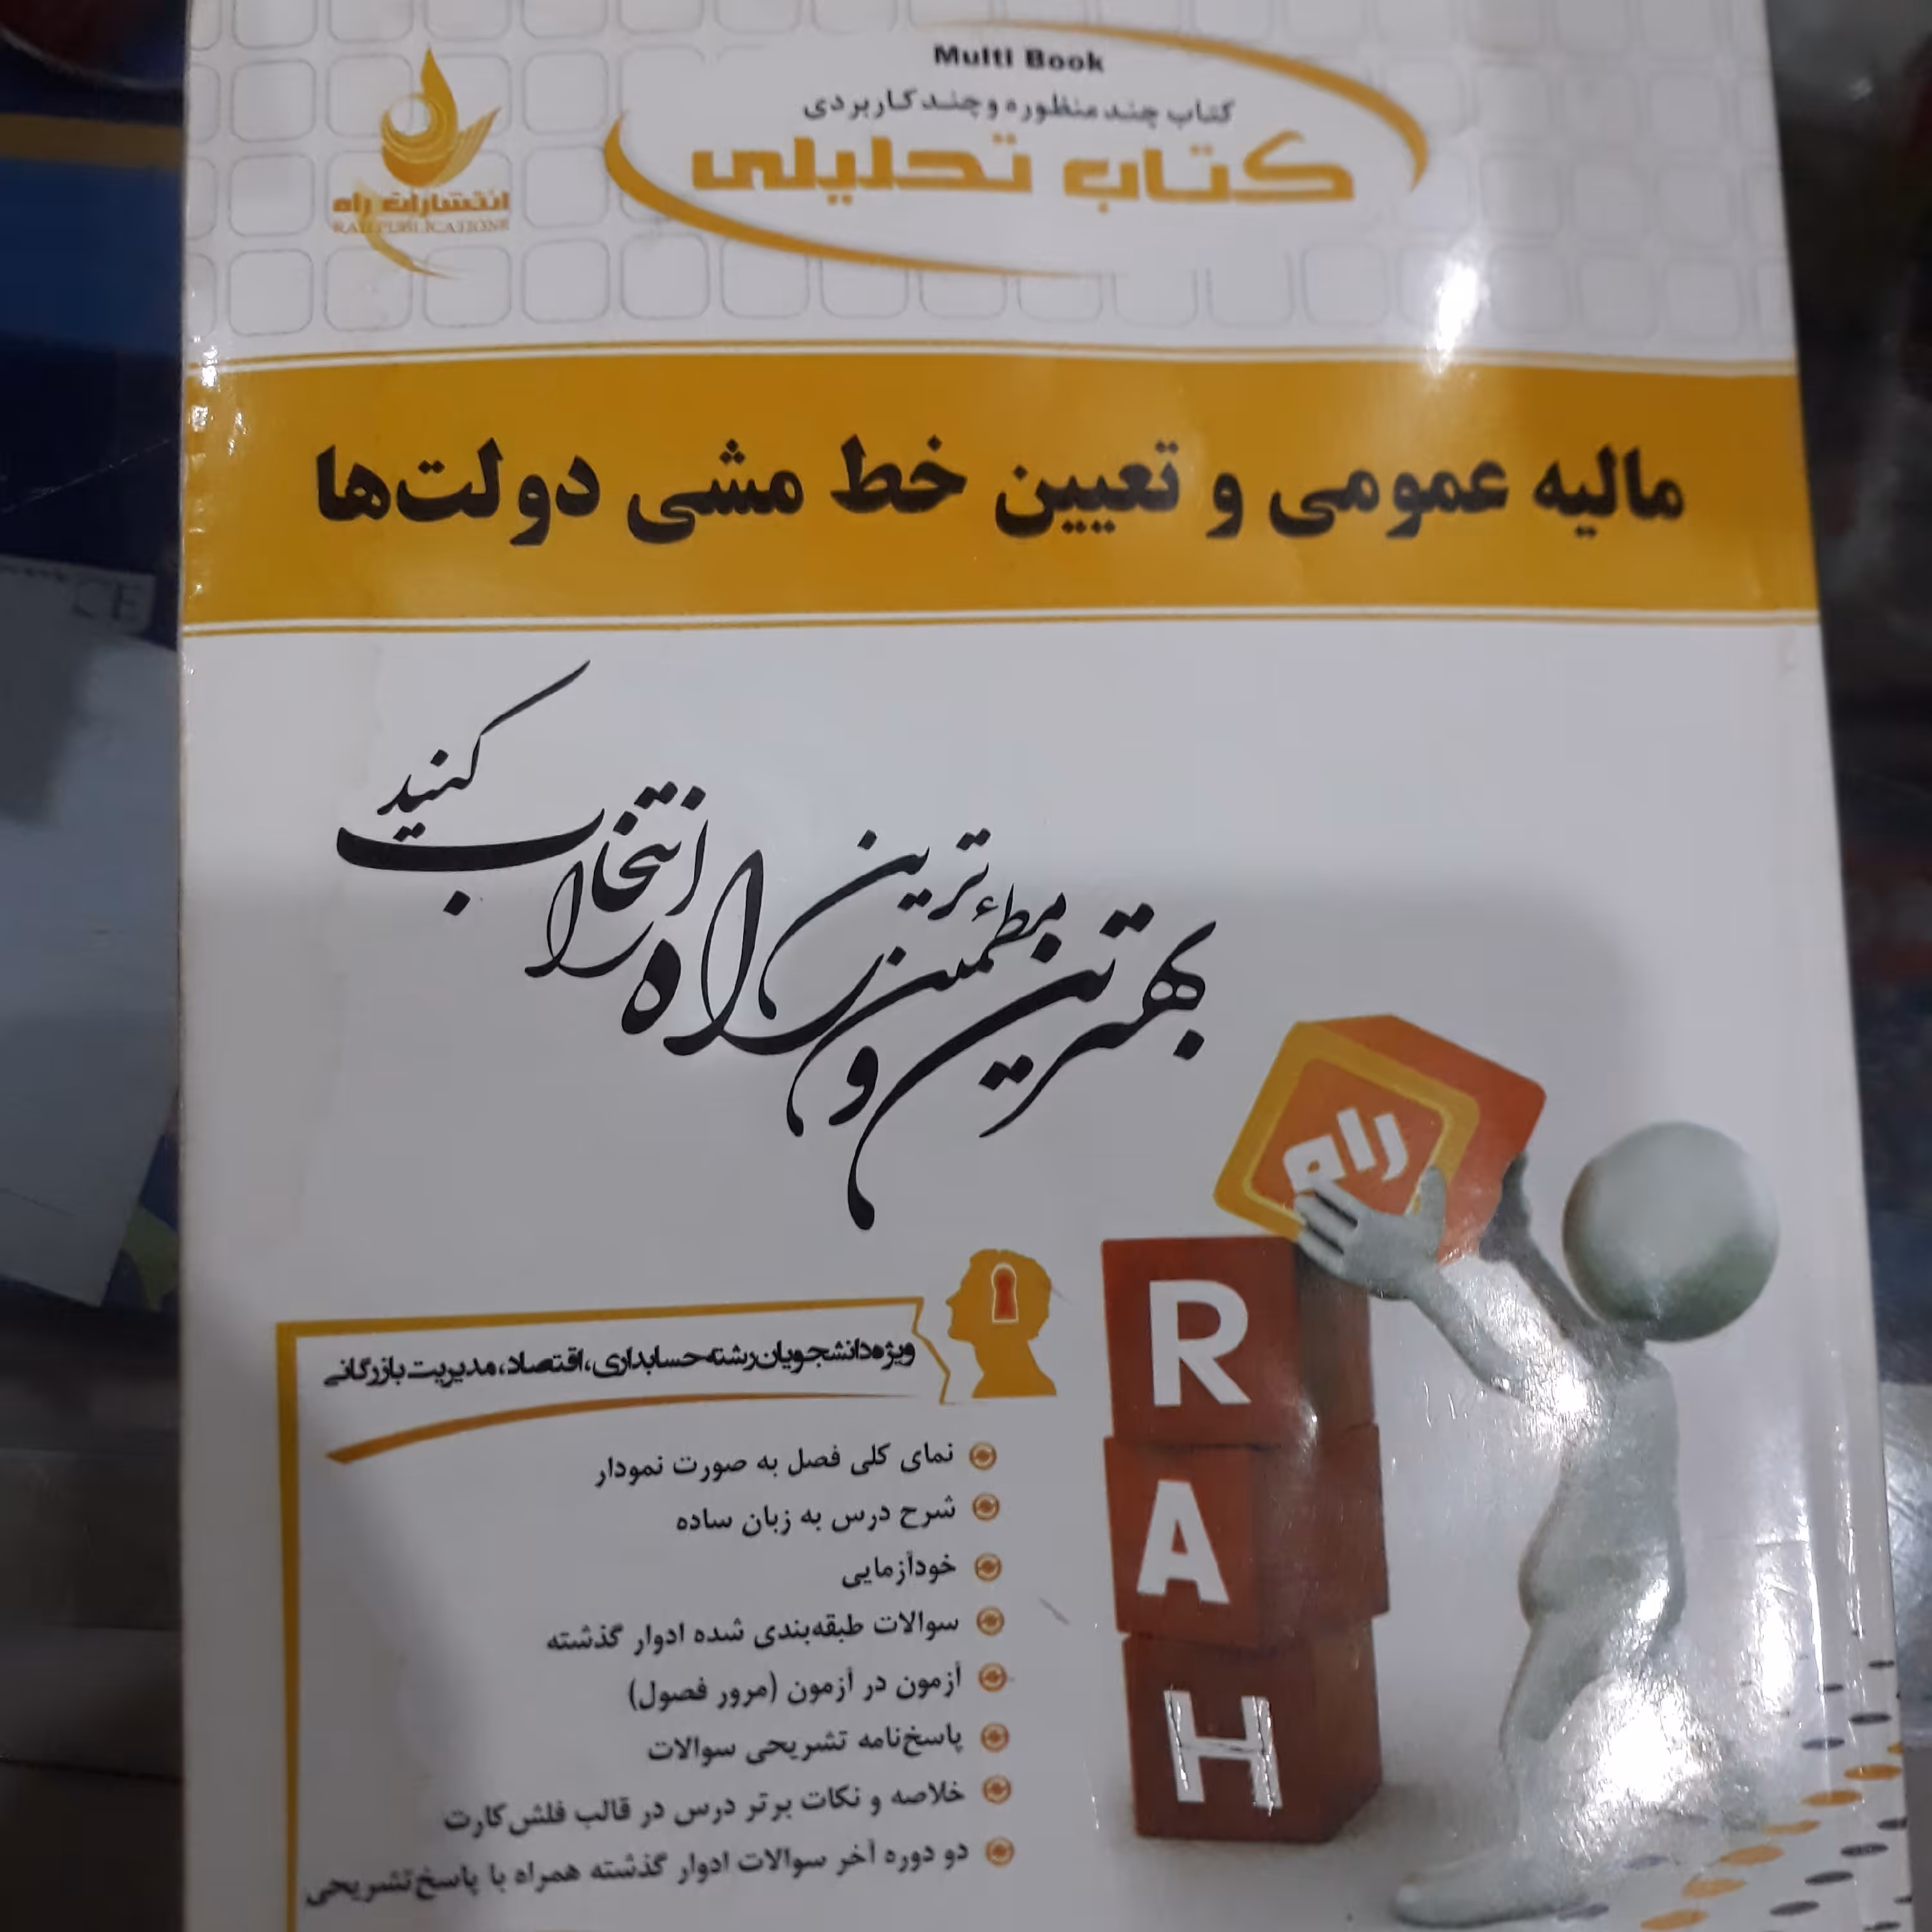 Multi Book
کتاب چند منظوره و چند کاربردی
کتاب تحلیلی
انتشارات راه
RAH PUBLICATIONS
مالیه عمومی و تعیین خط مشی دولت‌ها
بهترین و مطمئن‌ترین راه را انتخاب کنید
راه
R
A
H
ویژه دانشجویان رشته حسابداری، اقتصاد، مدیریت بازرگانی
نمای کلی فصل به صورت نمودار
شرح درس به زبان ساده
خودآزمایی
سوالات طبقه‌بندی شده ادوار گذشته
آزمون در آزمون (مرور فصول)
پاسخ‌نامه تشریحی سوالات
خلاصه و نکات برتر درس در قالب فلش‌کارت
دو دوره آخر سوالات ادوار گذشته همراه با پاسخ تشریحی